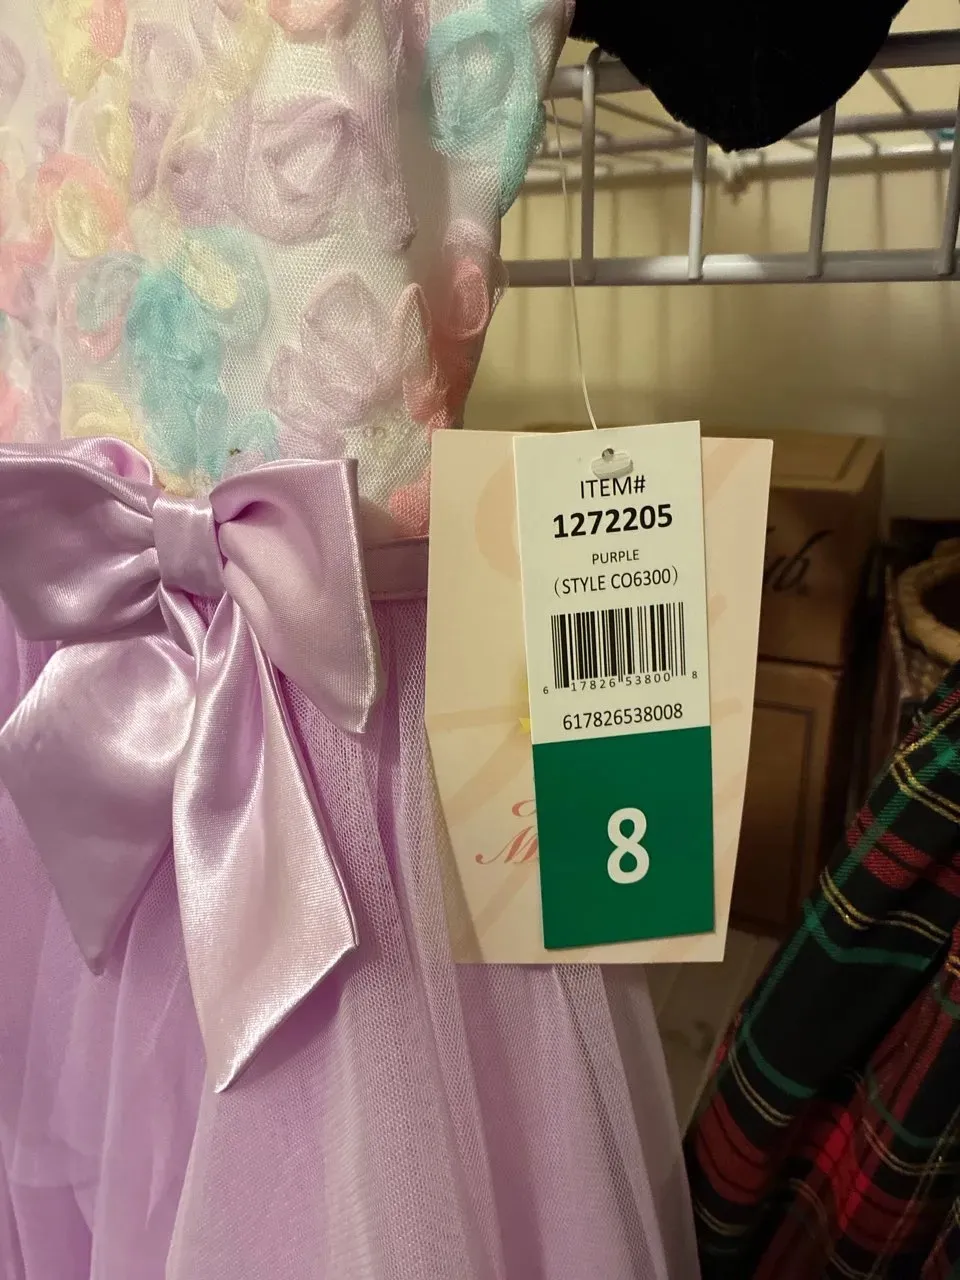 ITEM#
1272205
PURPLE
(STYLE CO6300)
6 17826 53800 8
617826538008
8